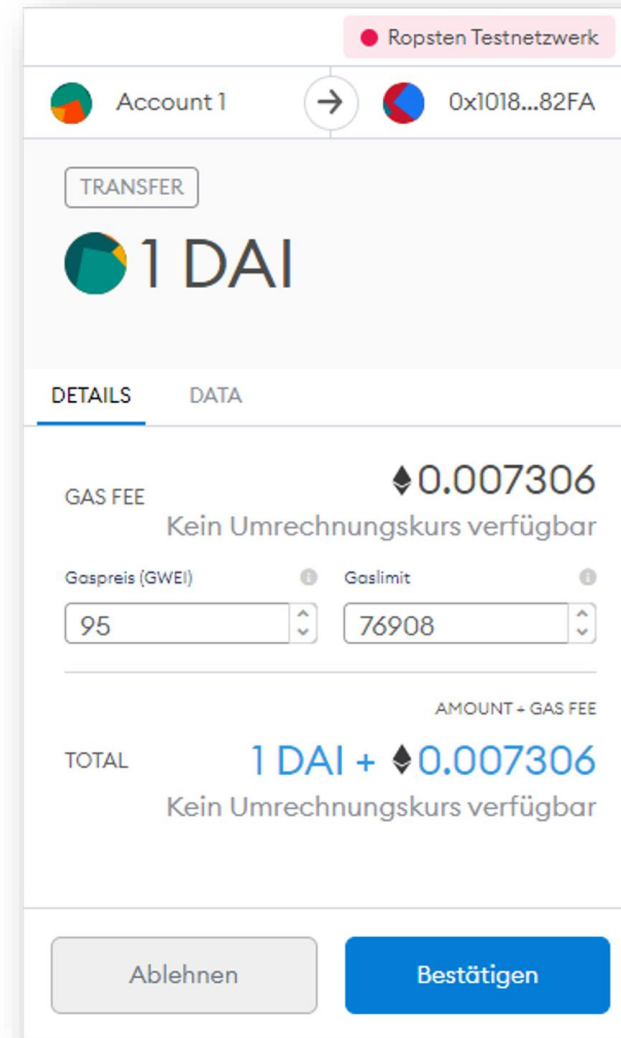 Ropsten Testnetzwerk
Account 1
0x1018...82FA
TRANSFER
1 DAI
DETAILS DATA
GAS FEE
0.007306
Kein Umrechnungskurs verfügbar
Gaspreis (GWEI) Gaslimit
95 76908
AMOUNT + GAS FEE
TOTAL
1 DAI + 0.007306
Kein Umrechnungskurs verfügbar
Ablehnen Bestätigen